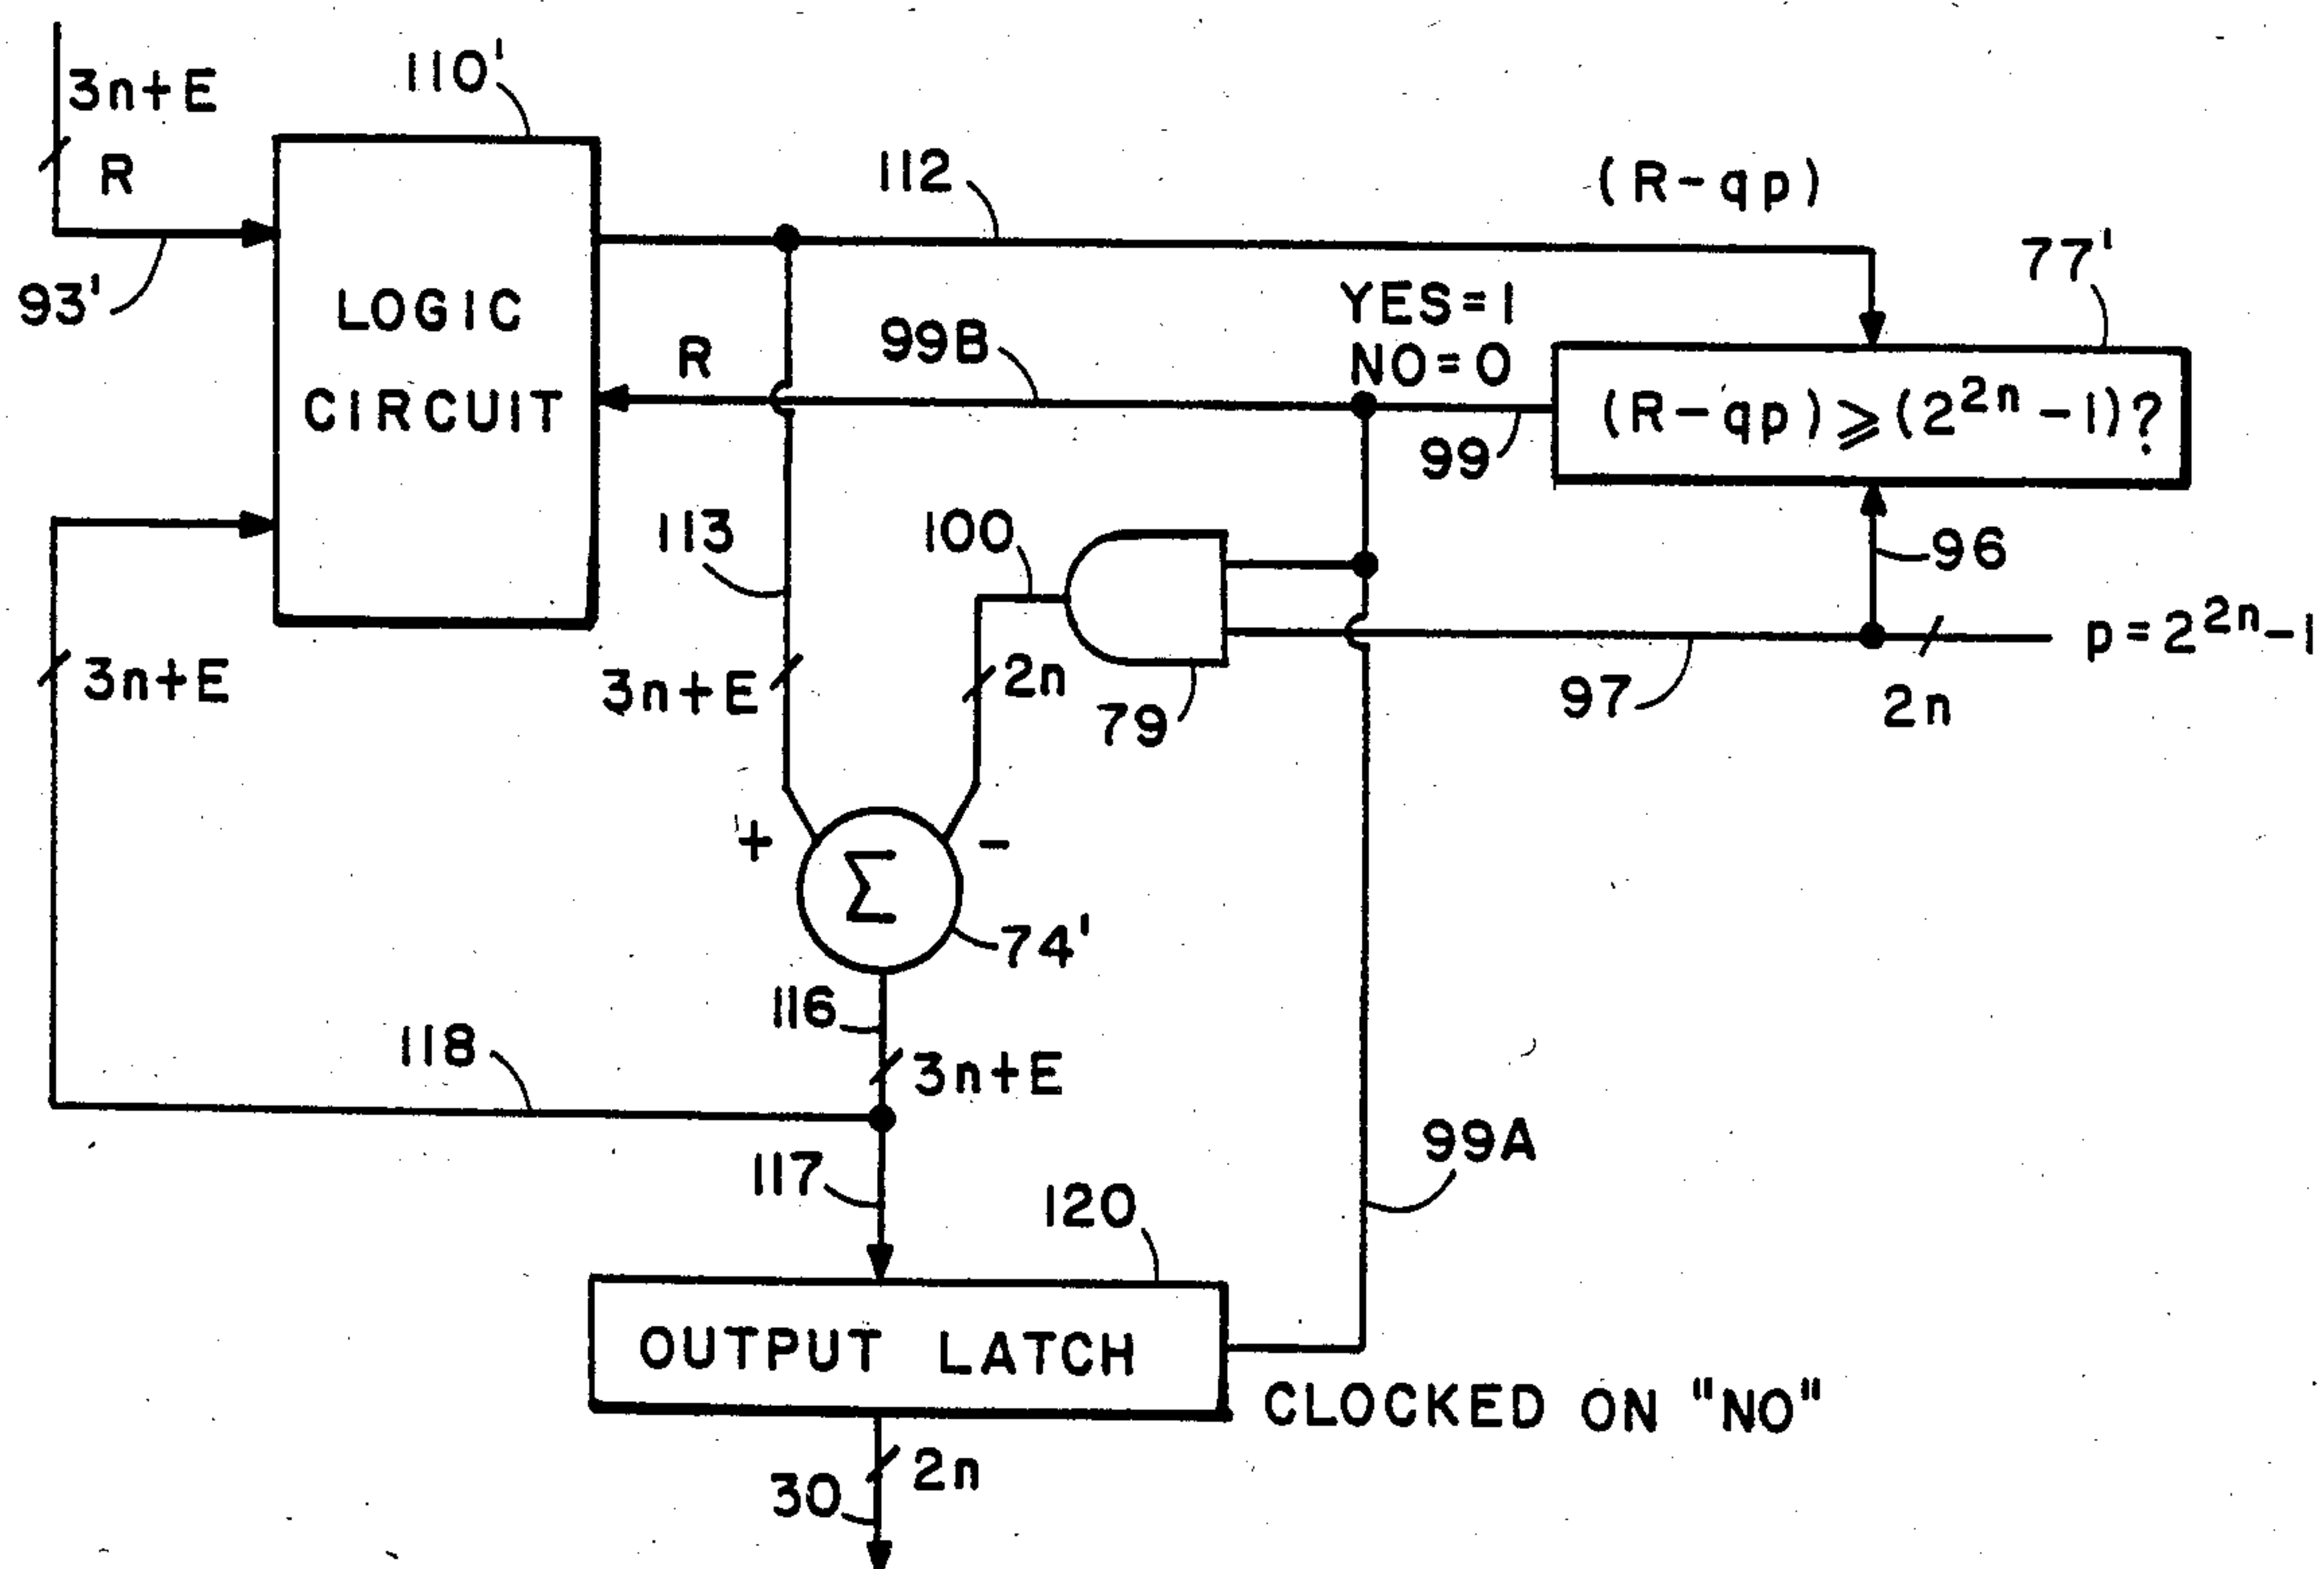 3n+E
R
110'
93'
LOGIC
CIRCUIT
112
(R-qp)
77'
YES=1
NO=0
R
99B
99
(R-qp)≥(2^{2n}-1)?
113
100
96
3n+E
3n+E
2n
79
97
2n
p=2^{2n}-1
+
-
Σ
74'
116
3n+E
118
117
99A
120
OUTPUT LATCH
CLOCKED ON "NO"
30
2n